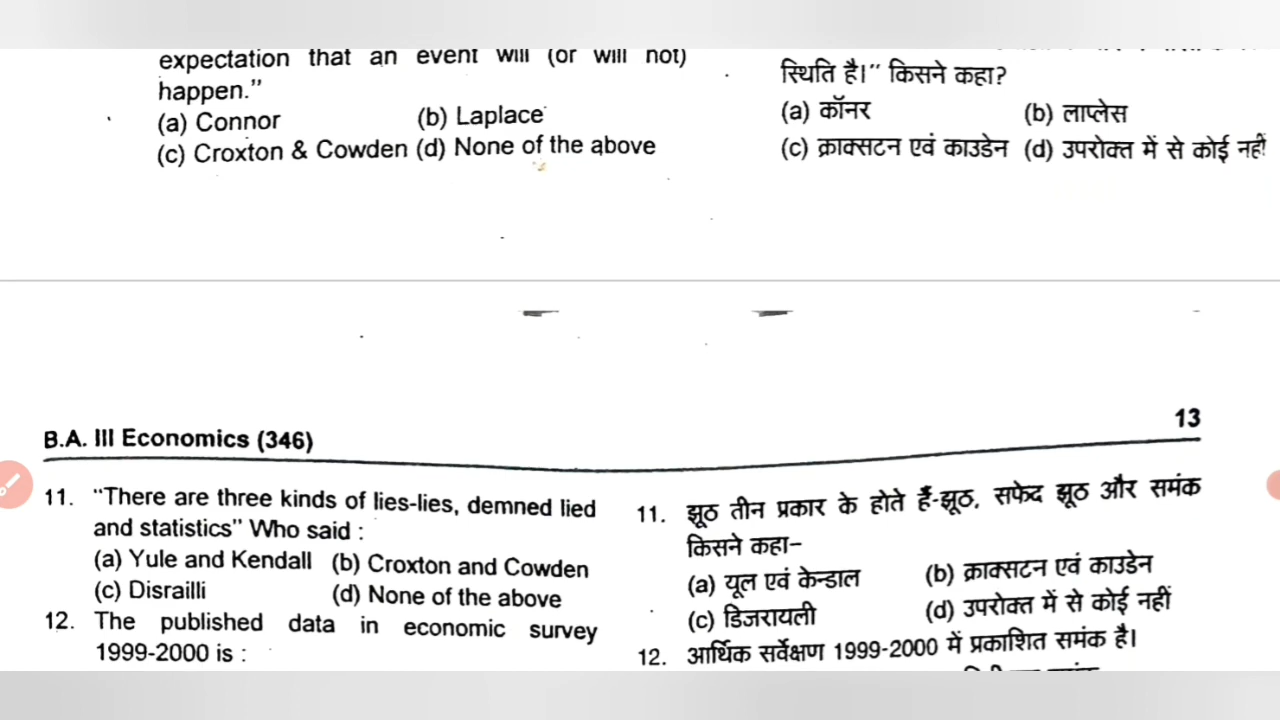 expectation that an event will (or will not)
happen.”
(a) Connor (b) Laplace
(c) Croxton & Cowden (d) None of the above
स्थिति है।” किसने कहा?
(a) कॉनर (b) लाप्लेस
(c) क्राक्सटन एवं काउडेन (d) उपरोक्त में से कोई नहीं
B.A. III Economics (346) 13
11. “There are three kinds of lies-lies, demned lied
and statistics” Who said :
(a) Yule and Kendall (b) Croxton and Cowden
(c) Disrailli (d) None of the above
12. The published data in economic survey
1999-2000 is :
11. झूठ तीन प्रकार के होते हैं-झूठ, सफेद झूठ और समंक
किसने कहा–
(a) यूल एवं केन्डाल (b) क्राक्सटन एवं काउडेन
(c) डिजरायली (d) उपरोक्त में से कोई नहीं
12. आर्थिक सर्वेक्षण 1999-2000 में प्रकाशित समंक है।